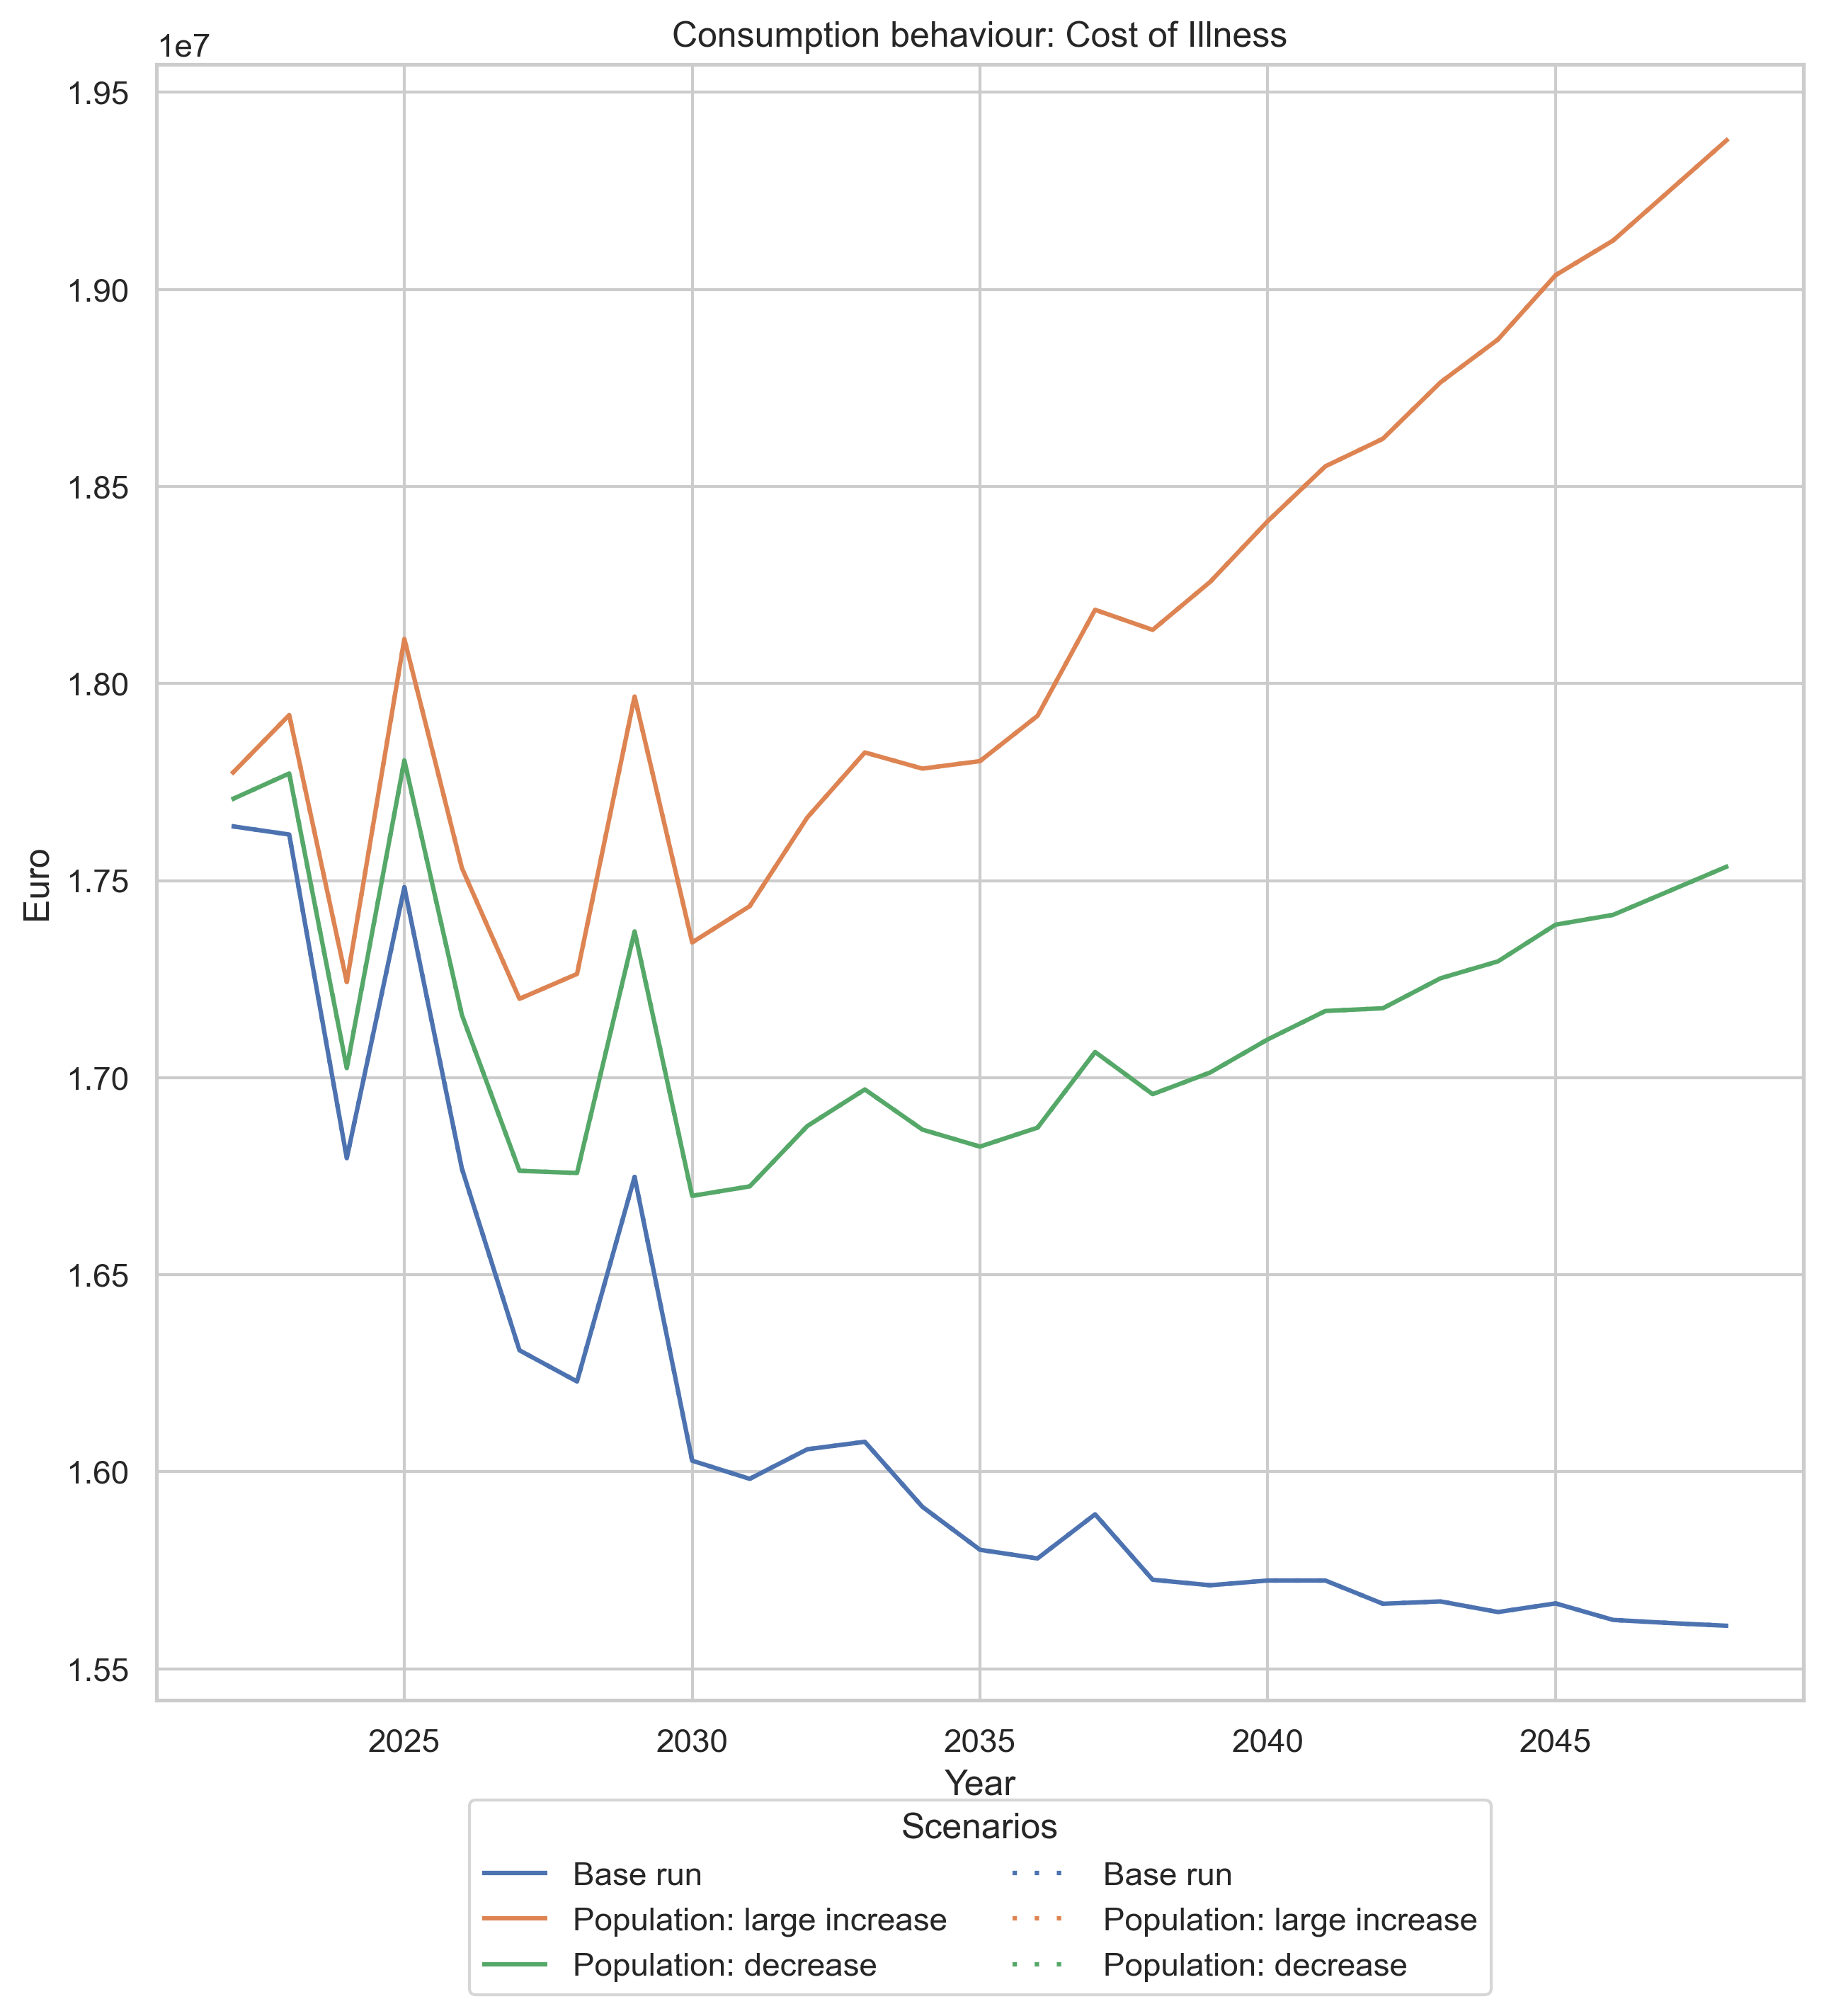 Consumption behaviour: Cost of Illness
1e7
1.95
1.90
1.85
1.80
1.75
1.70
1.65
1.60
1.55
Euro
2025 2030 2035 2040 2045
Year
Scenarios
Base run Base run
Population: large increase Population: large increase
Population: decrease Population: decrease